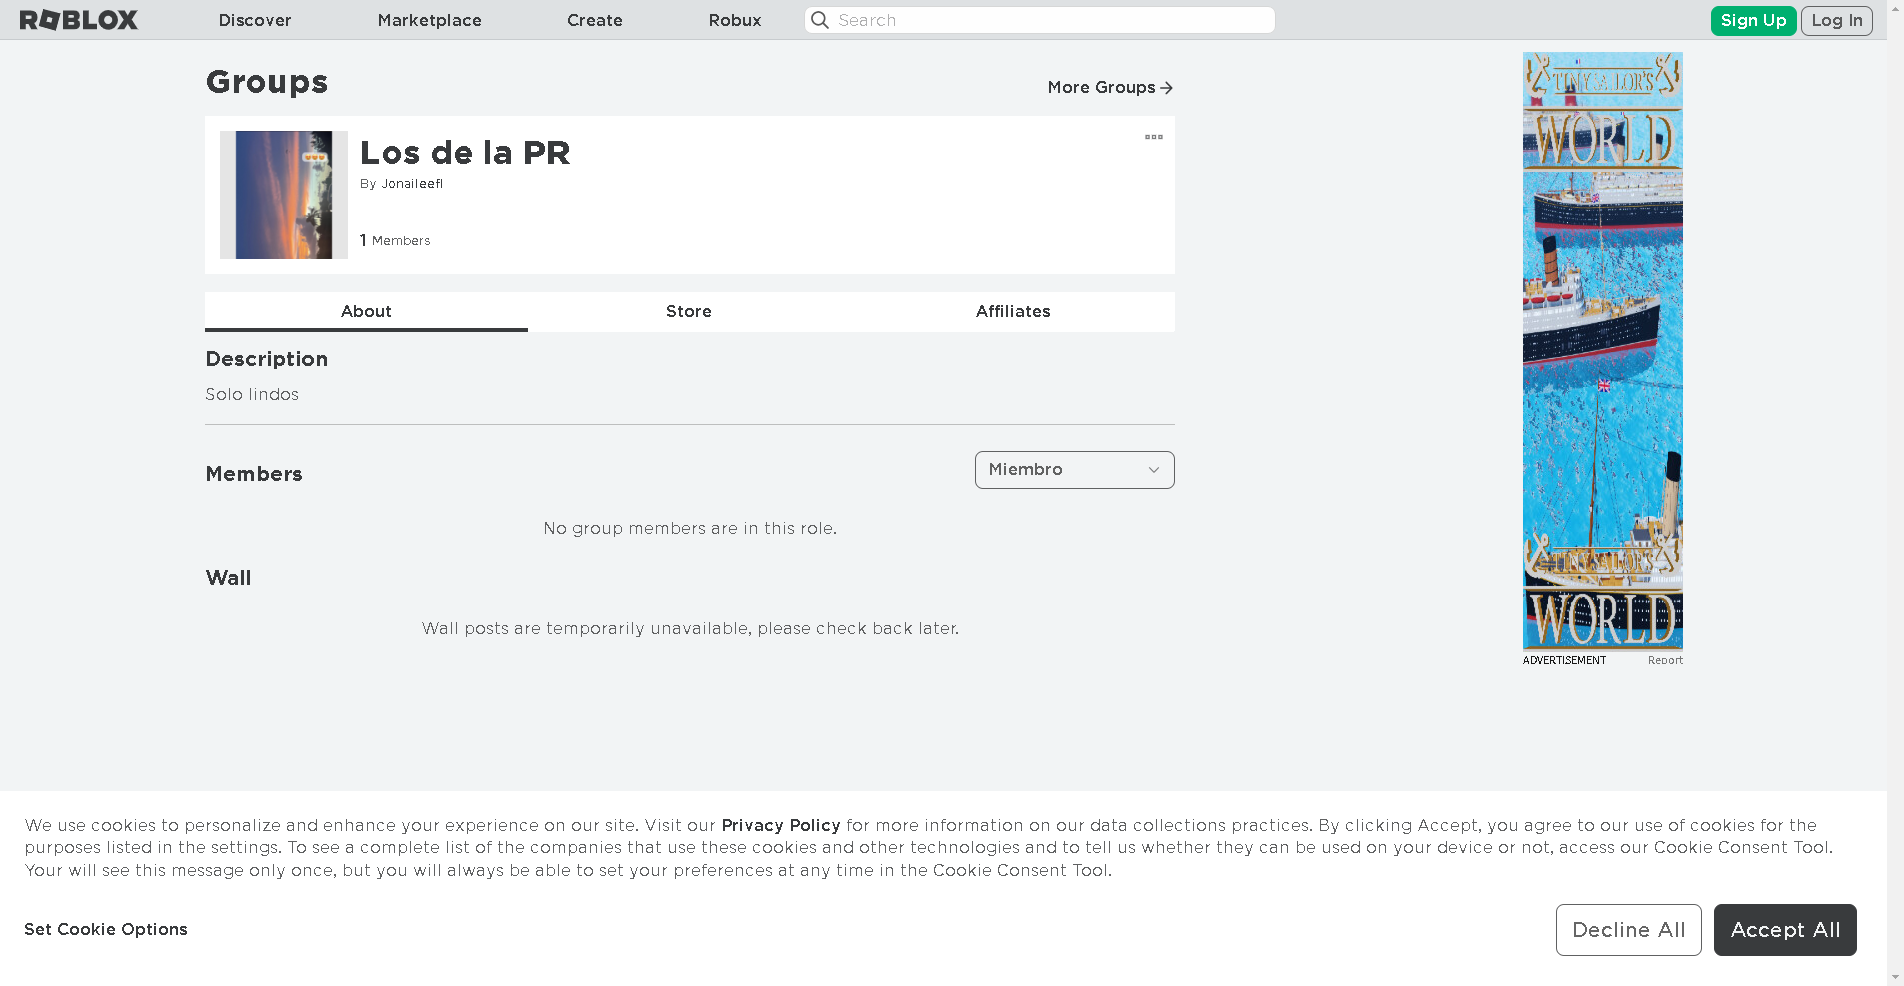 ROBLOX
Discover
Marketplace
Create
Robux
Search
Sign Up
Log In
Groups
More Groups
Los de la PR
By Jonaileefl
1 Members
About
Store
Affiliates
Description
Solo lindos
Members
Miembro
No group members are in this role.
Wall
Wall posts are temporarily unavailable, please check back later.
TINYSAILOR'S
WORLD
TINYSAILOR'S
WORLD
ADVERTISEMENT
Report
We use cookies to personalize and enhance your experience on our site. Visit our Privacy Policy for more information on our data collections practices. By clicking Accept, you agree to our use of cookies for the
purposes listed in the settings. To see a complete list of the companies that use these cookies and other technologies and to tell us whether they can be used on your device or not, access our Cookie Consent Tool.
Your will see this message only once, but you will always be able to set your preferences at any time in the Cookie Consent Tool.
Set Cookie Options
Decline All
Accept All